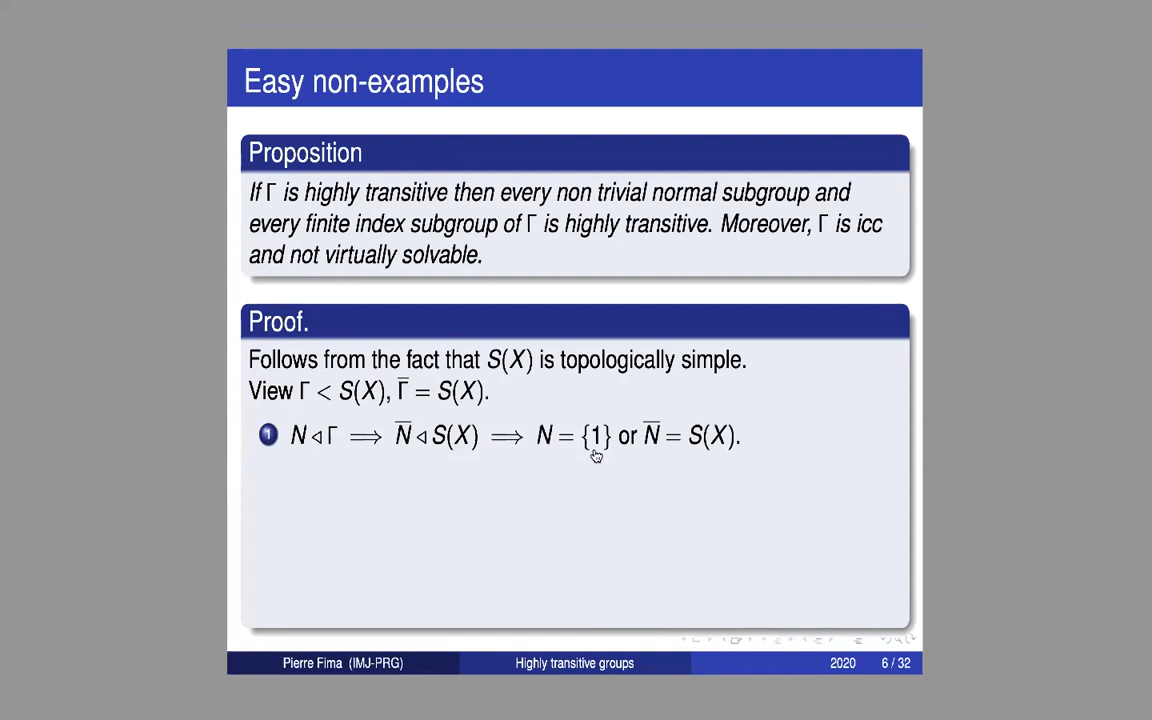 Easy non-examples
Proposition
If Γ is highly transitive then every non trivial normal subgroup and
every finite index subgroup of Γ is highly transitive. Moreover, Γ is icc
and not virtually solvable.
Proof.
Follows from the fact that S(X) is topologically simple.
View Γ < S(X), Γ̅ = S(X).
1 N ◁ Γ ⟹ N̅ ◁ S(X) ⟹ N = {1} or N̅ = S(X).
Pierre Fima (IMJ-PRG) Highly transitive groups 2020 6 / 32